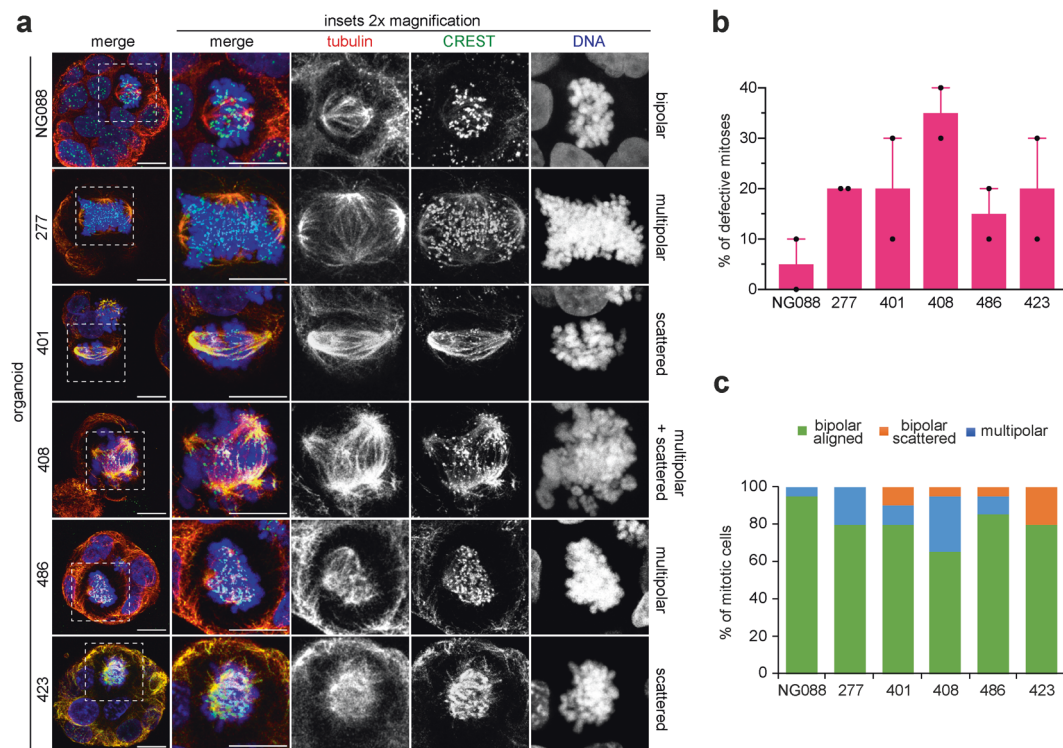 a
insets 2x magnification
merge
merge
tubulin
CREST
DNA
organoid
NG088
bipolar
277
multipolar
401
scattered
408
multipolar
+ scattered
486
multipolar
423
scattered
b
% of defective mitoses
40
30
20
10
0
NG088 277 401 408 486 423
c
bipolar aligned
bipolar scattered
multipolar
% of mitotic cells
100
80
60
40
20
0
NG088 277 401 408 486 423